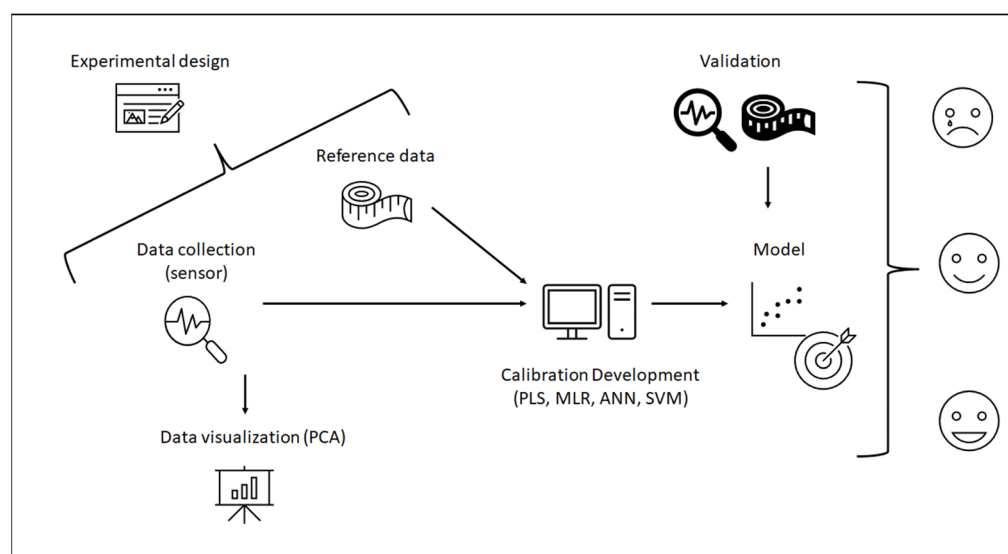 Experimental design
Validation
Reference data
Data collection
(sensor)
Model
Calibration Development
(PLS, MLR, ANN, SVM)
Data visualization (PCA)